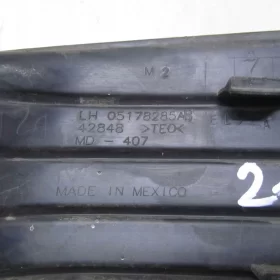 M 2
LH 05178285AB
42848 >TEO<
MD - 407
MADE IN MEXICO
2